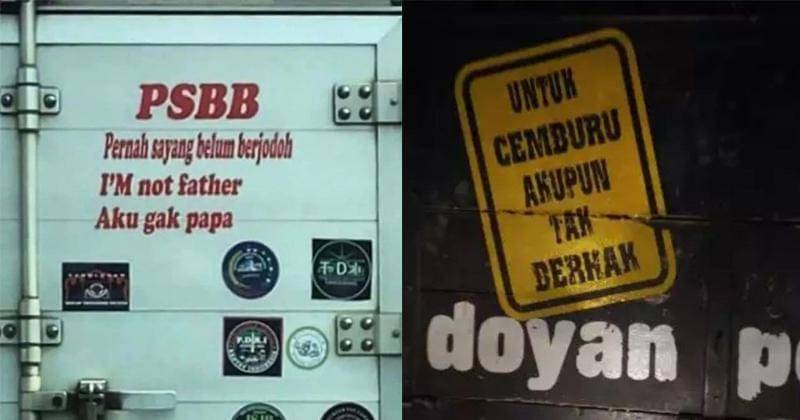 PSBB
Pernah sayang belum berjodoh
I'M not father
Aku gak papa
UNTUK
CEMBURU
AKUPUN
TAK
BERHAK
doyan